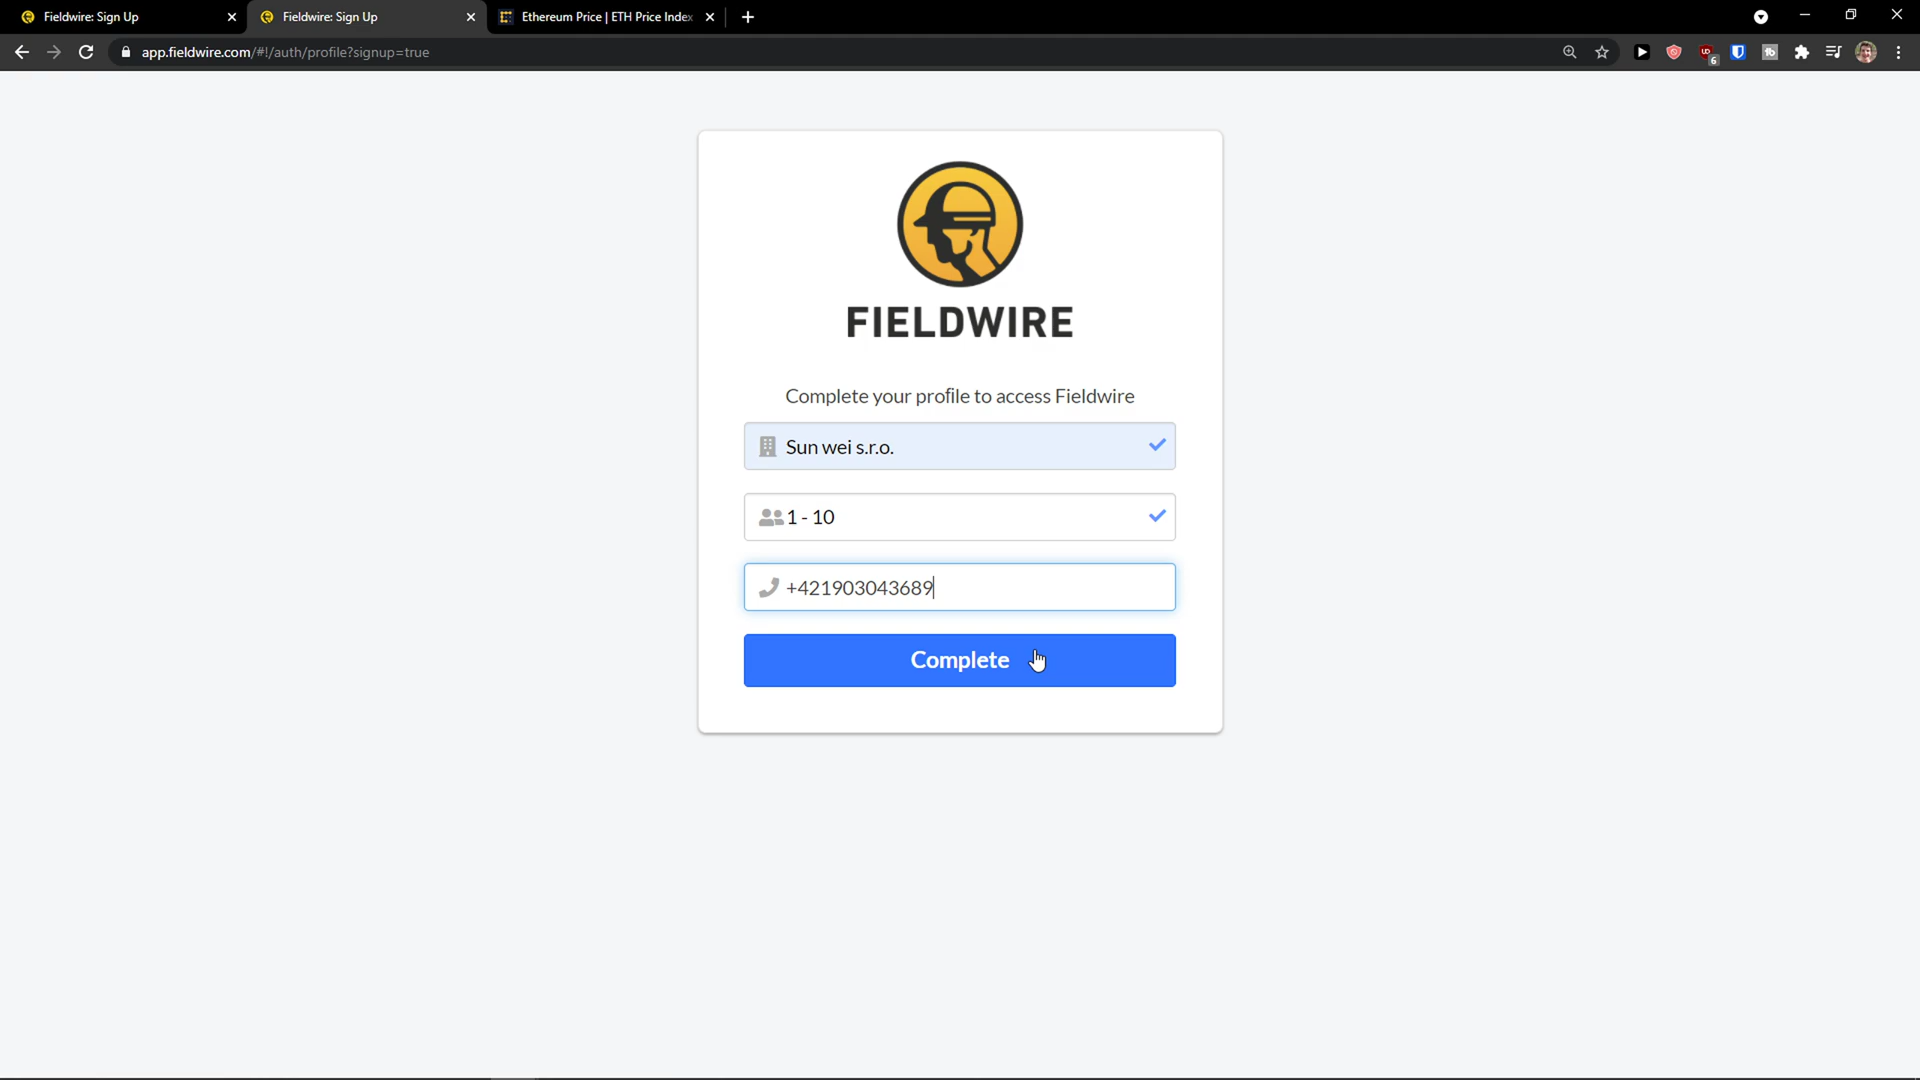 Fieldwire: Sign Up
Fieldwire: Sign Up
Ethereum Price | ETH Price Index
app.fieldwire.com/#!/auth/profile?signup=true
6
FIELDWIRE
Complete your profile to access Fieldwire
Sun wei s.r.o.
1 - 10
+421903043689
Complete